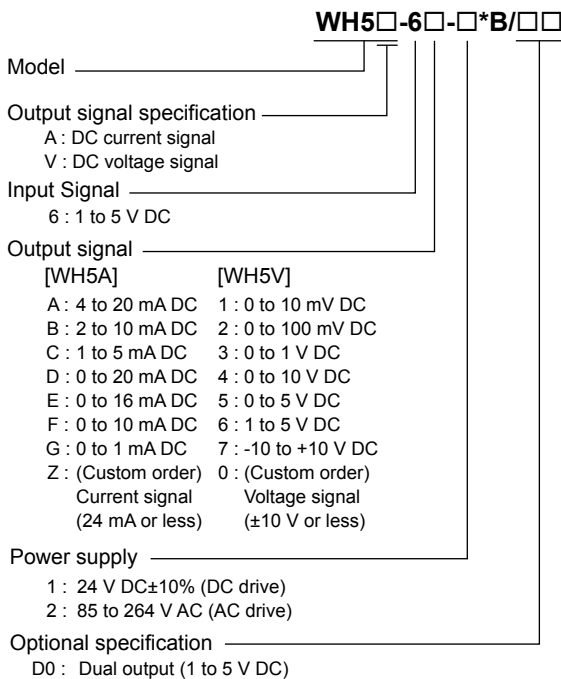 WH5□-6□-□*B/□□
Model
Output signal specification
A : DC current signal
V : DC voltage signal
Input Signal
6 : 1 to 5 V DC
Output signal
[WH5A] [WH5V]
A : 4 to 20 mA DC 1 : 0 to 10 mV DC
B : 2 to 10 mA DC 2 : 0 to 100 mV DC
C : 1 to 5 mA DC 3 : 0 to 1 V DC
D : 0 to 20 mA DC 4 : 0 to 10 V DC
E : 0 to 16 mA DC 5 : 0 to 5 V DC
F : 0 to 10 mA DC 6 : 1 to 5 V DC
G : 0 to 1 mA DC 7 : -10 to +10 V DC
Z : (Custom order) 0 : (Custom order)
Current signal Voltage signal
(24 mA or less) (±10 V or less)
Power supply
1 : 24 V DC±10% (DC drive)
2 : 85 to 264 V AC (AC drive)
Optional specification
D0 : Dual output (1 to 5 V DC)